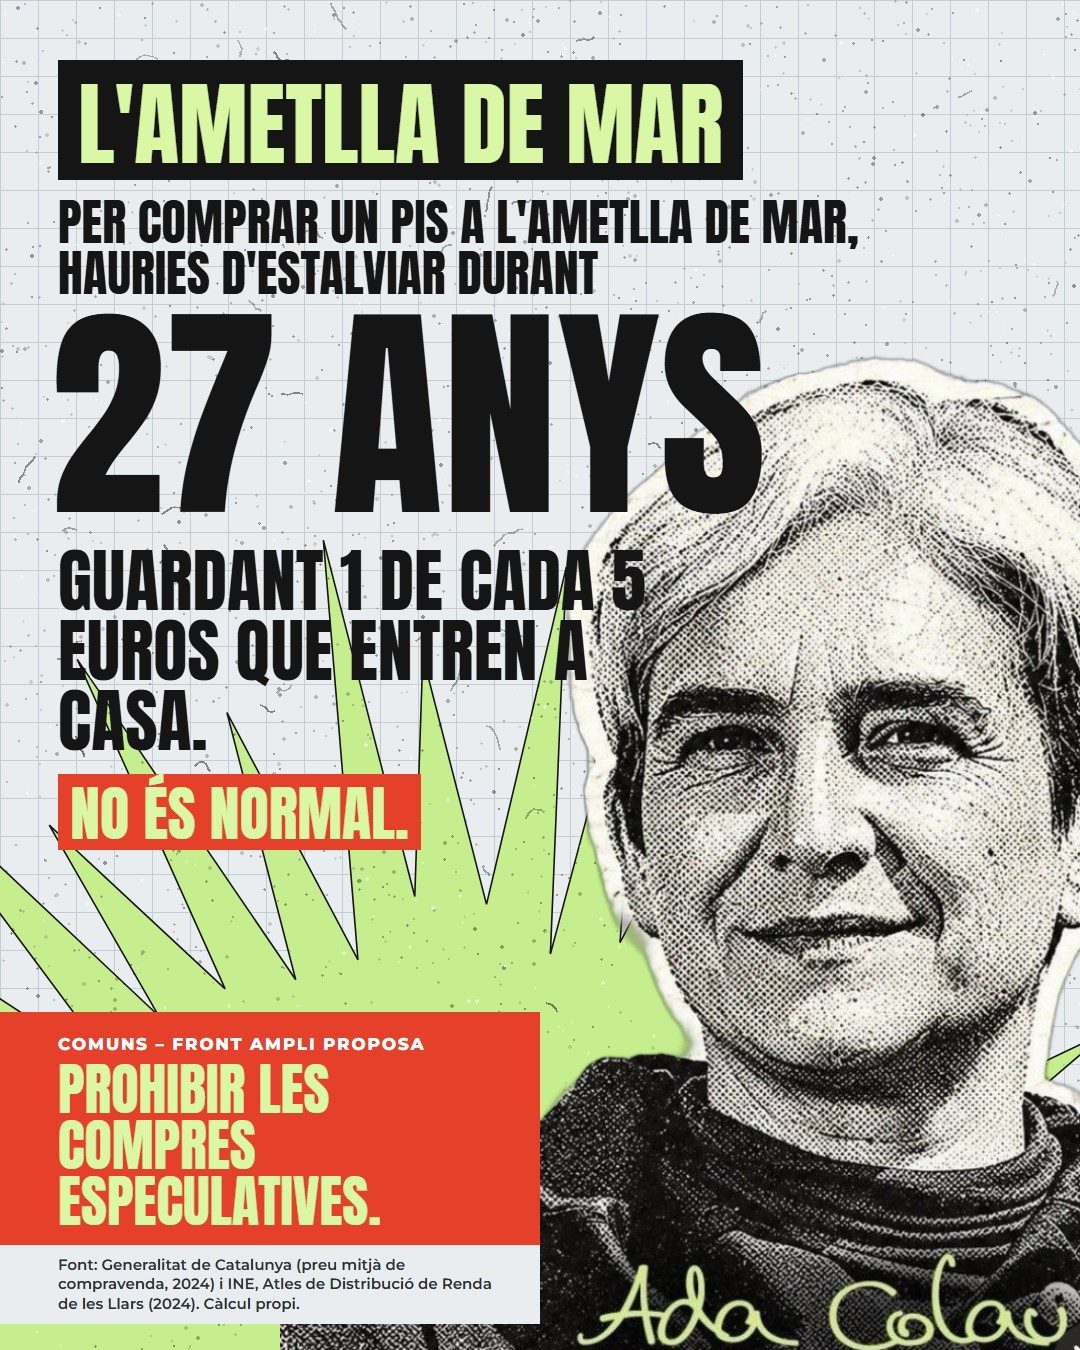 L'AMETLLA DE MAR
PER COMPRAR UN PIS A L'AMETLLA DE MAR,
HAURIES D'ESTALVIAR DURANT
27 ANYS
GUARDANT 1 DE CADA 5
EUROS QUE ENTREN A
CASA.
NO ÉS NORMAL.
COMUNS – FRONT AMPLI PROPOSA
PROHIBIR LES
COMPRES
ESPECULATIVES.
Font: Generalitat de Catalunya (preu mitjà de
compravenda, 2024) i INE, Atles de Distribució de Renda
de les Llars (2024). Càlcul propi.
Ada Colau